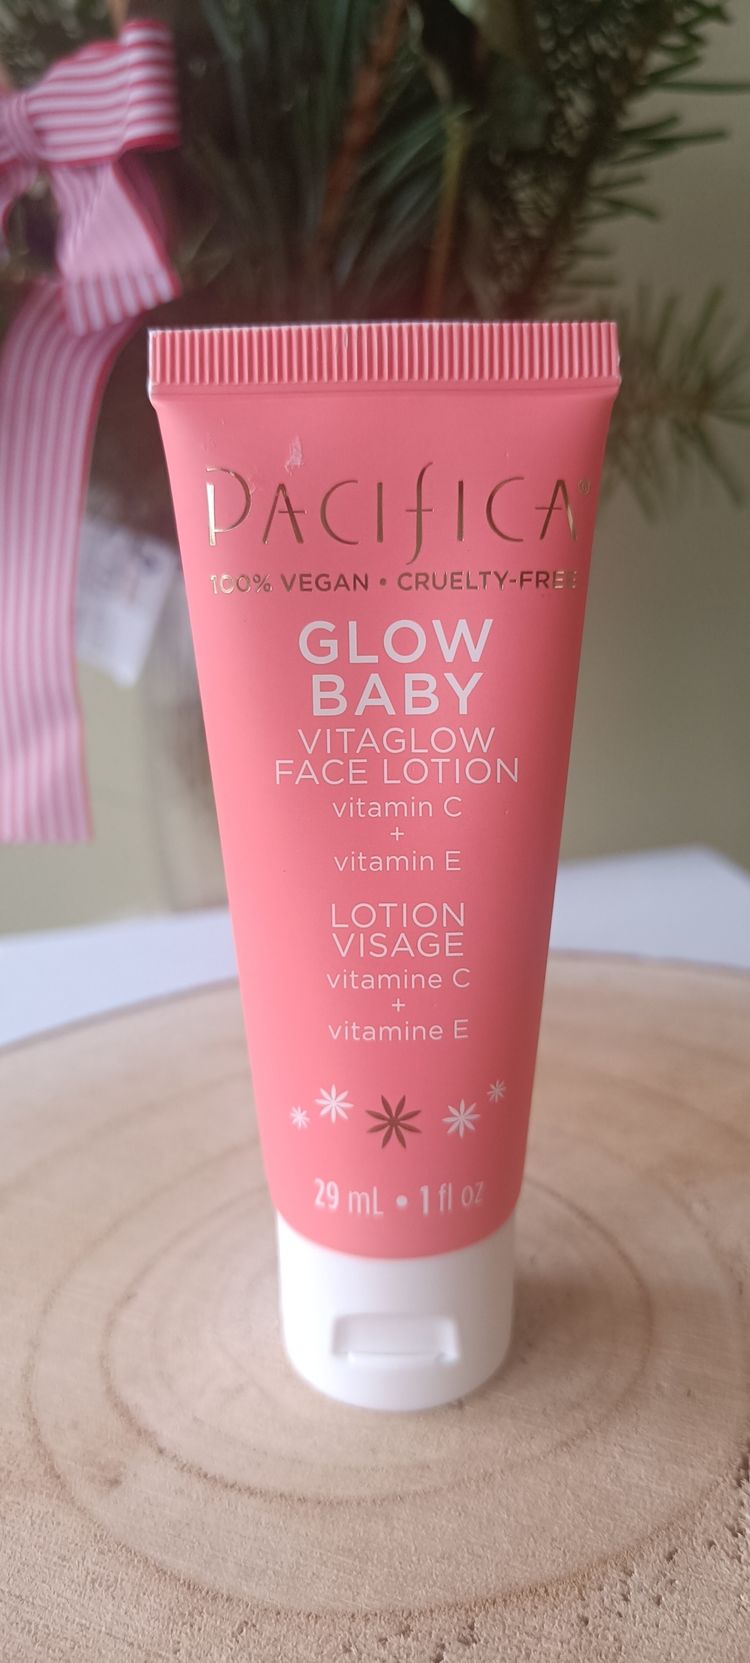 PACIFICA®
100% VEGAN • CRUELTY-FREE
GLOW
BABY
VITAGLOW
FACE LOTION
vitamin C
+
vitamin E
LOTION
VISAGE
vitamine C
+
vitamine E
29 mL • 1 fl oz